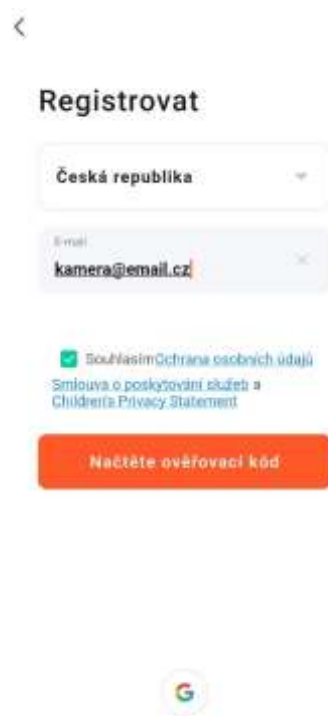 Registrovat
Česká republika
E-mail
kamera@email.cz
SouhlasímOchrana osobních údajů
Smlouva o poskytování služeb a
Children's Privacy Statement
Načtěte ověřovací kód